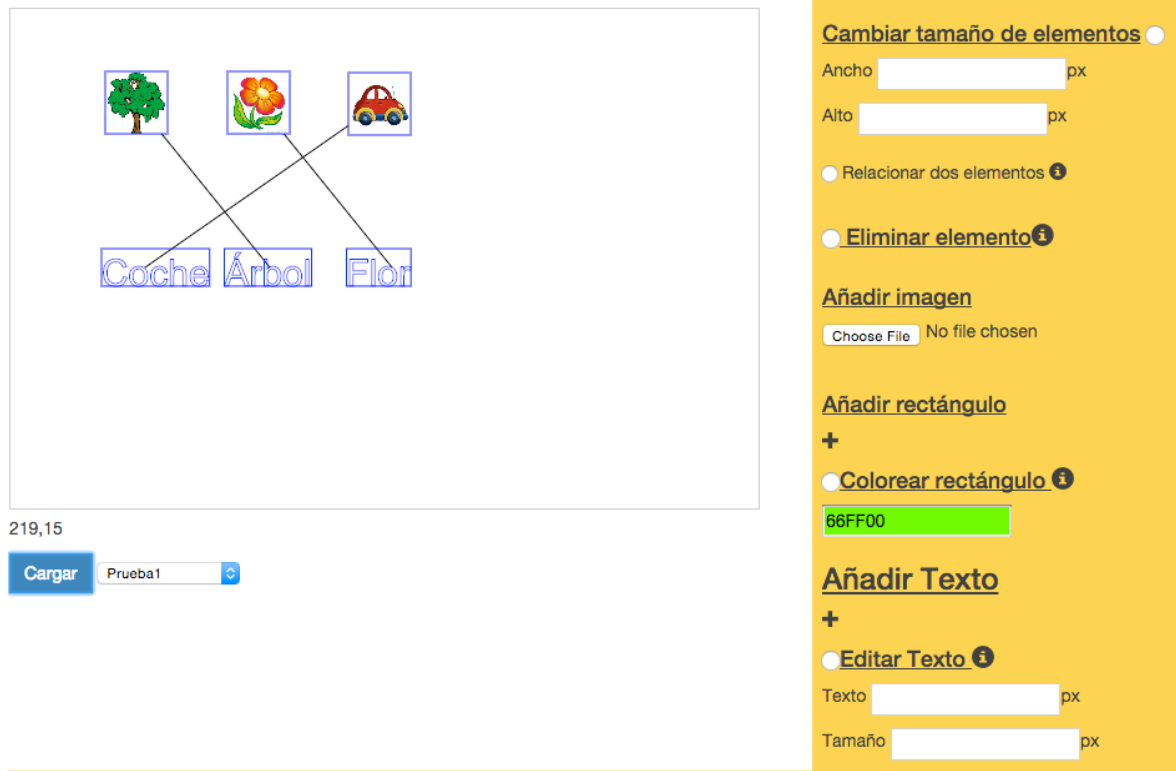 Coche Árbol Flor
219,15
Cargar Prueba1
Cambiar tamaño de elementos
Ancho px
Alto px
Relacionar dos elementos
Eliminar elemento
Añadir imagen
Choose File No file chosen
Añadir rectángulo
+
Colorear rectángulo
66FF00
Añadir Texto
+
Editar Texto
Texto px
Tamaño px